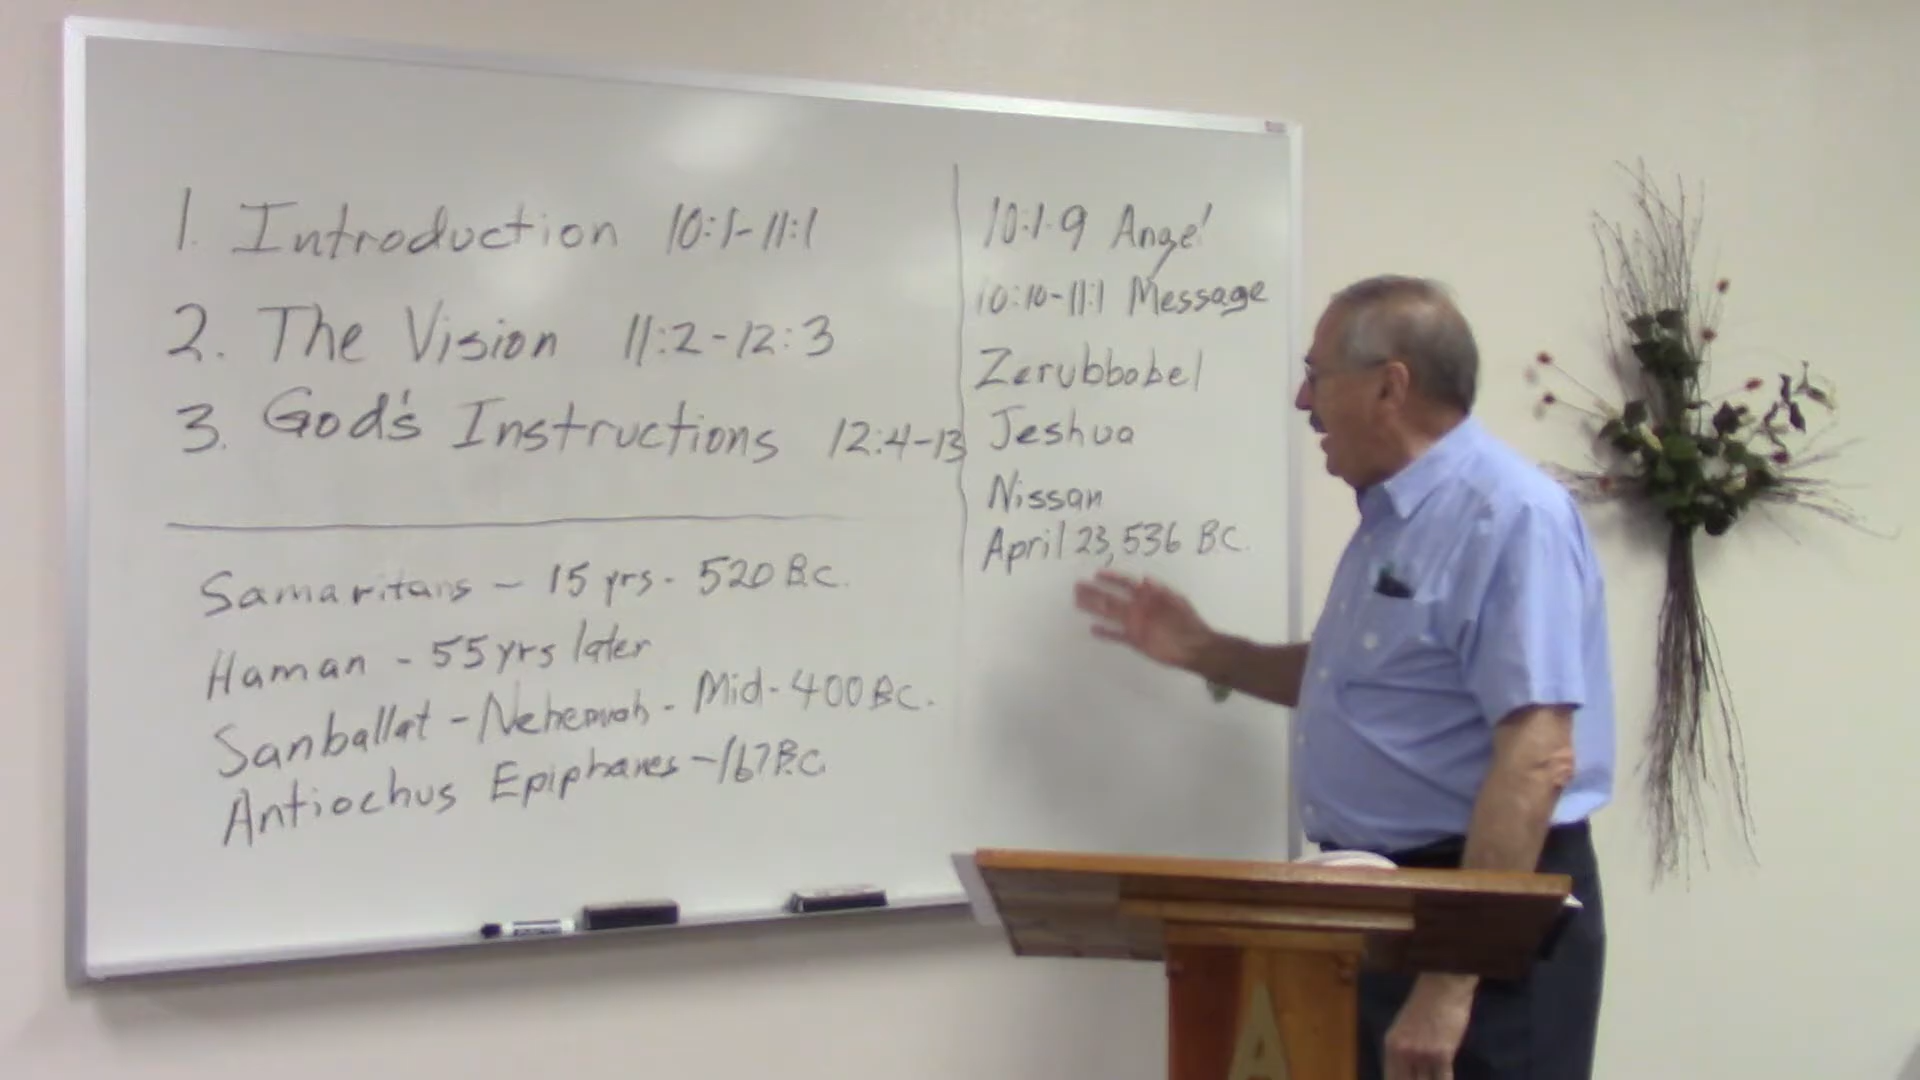 1. Introduction 10:1-11:1
2. The Vision 11:2-12:3
3. God's Instructions 12:4-13
Samaritans - 15 yrs - 520 B.C.
Haman - 55 yrs later
Sanballat - Nehemiah - Mid - 400 BC.
Antiochus Epiphanes - 167 B.C.
10:1-9 Angel
10:10-11:1 Message
Zerubbabel
Jeshua
Nissan
April 23, 536 BC.